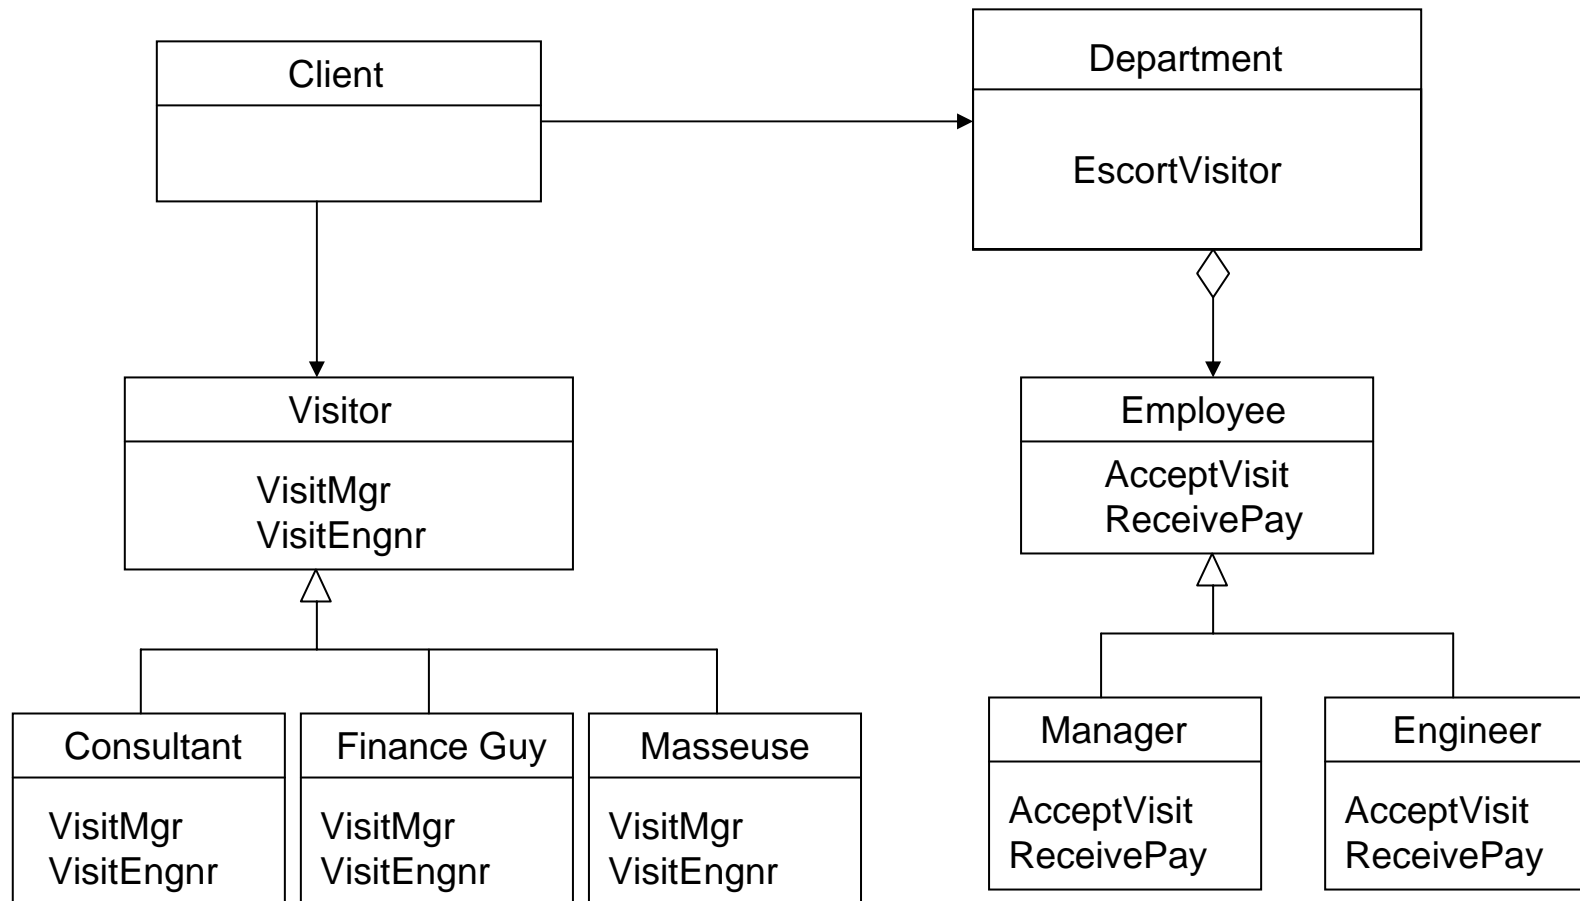 Client
Department
EscortVisitor
Visitor
VisitMgr
VisitEngnr
Employee
AcceptVisit
ReceivePay
Consultant
VisitMgr
VisitEngnr
Finance Guy
VisitMgr
VisitEngnr
Masseuse
VisitMgr
VisitEngnr
Manager
AcceptVisit
ReceivePay
Engineer
AcceptVisit
ReceivePay